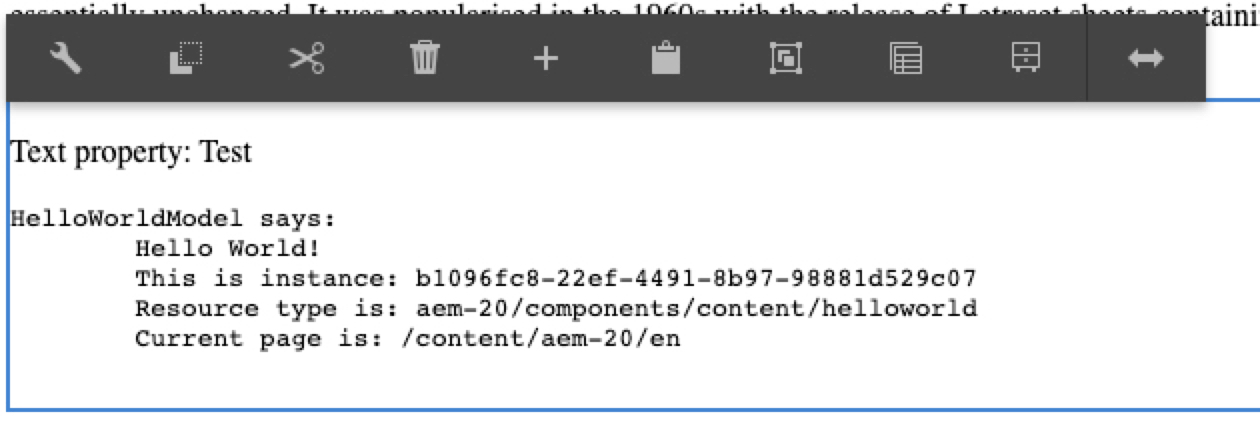 essentially unchanged. It was popularised in the 1960s with the release of Letraset sheets containi
Text property: Test
HelloWorldModel says:
Hello World!
This is instance: b1096fc8-22ef-4491-8b97-98881d529c07
Resource type is: aem-20/components/content/helloworld
Current page is: /content/aem-20/en